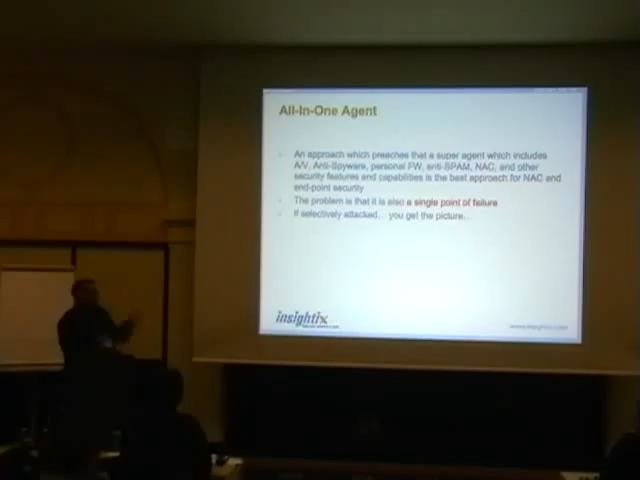 All-In-One Agent
An approach which preaches that a super agent which includes
A/V, Anti-Spyware, personal FW, anti-SPAM, NAC, and other
security features and capabilities is the best approach for NAC and
end-point security
The problem is that it is also a single point of failure
If selectively attacked... you get the picture...
insightix
www.insightix.com